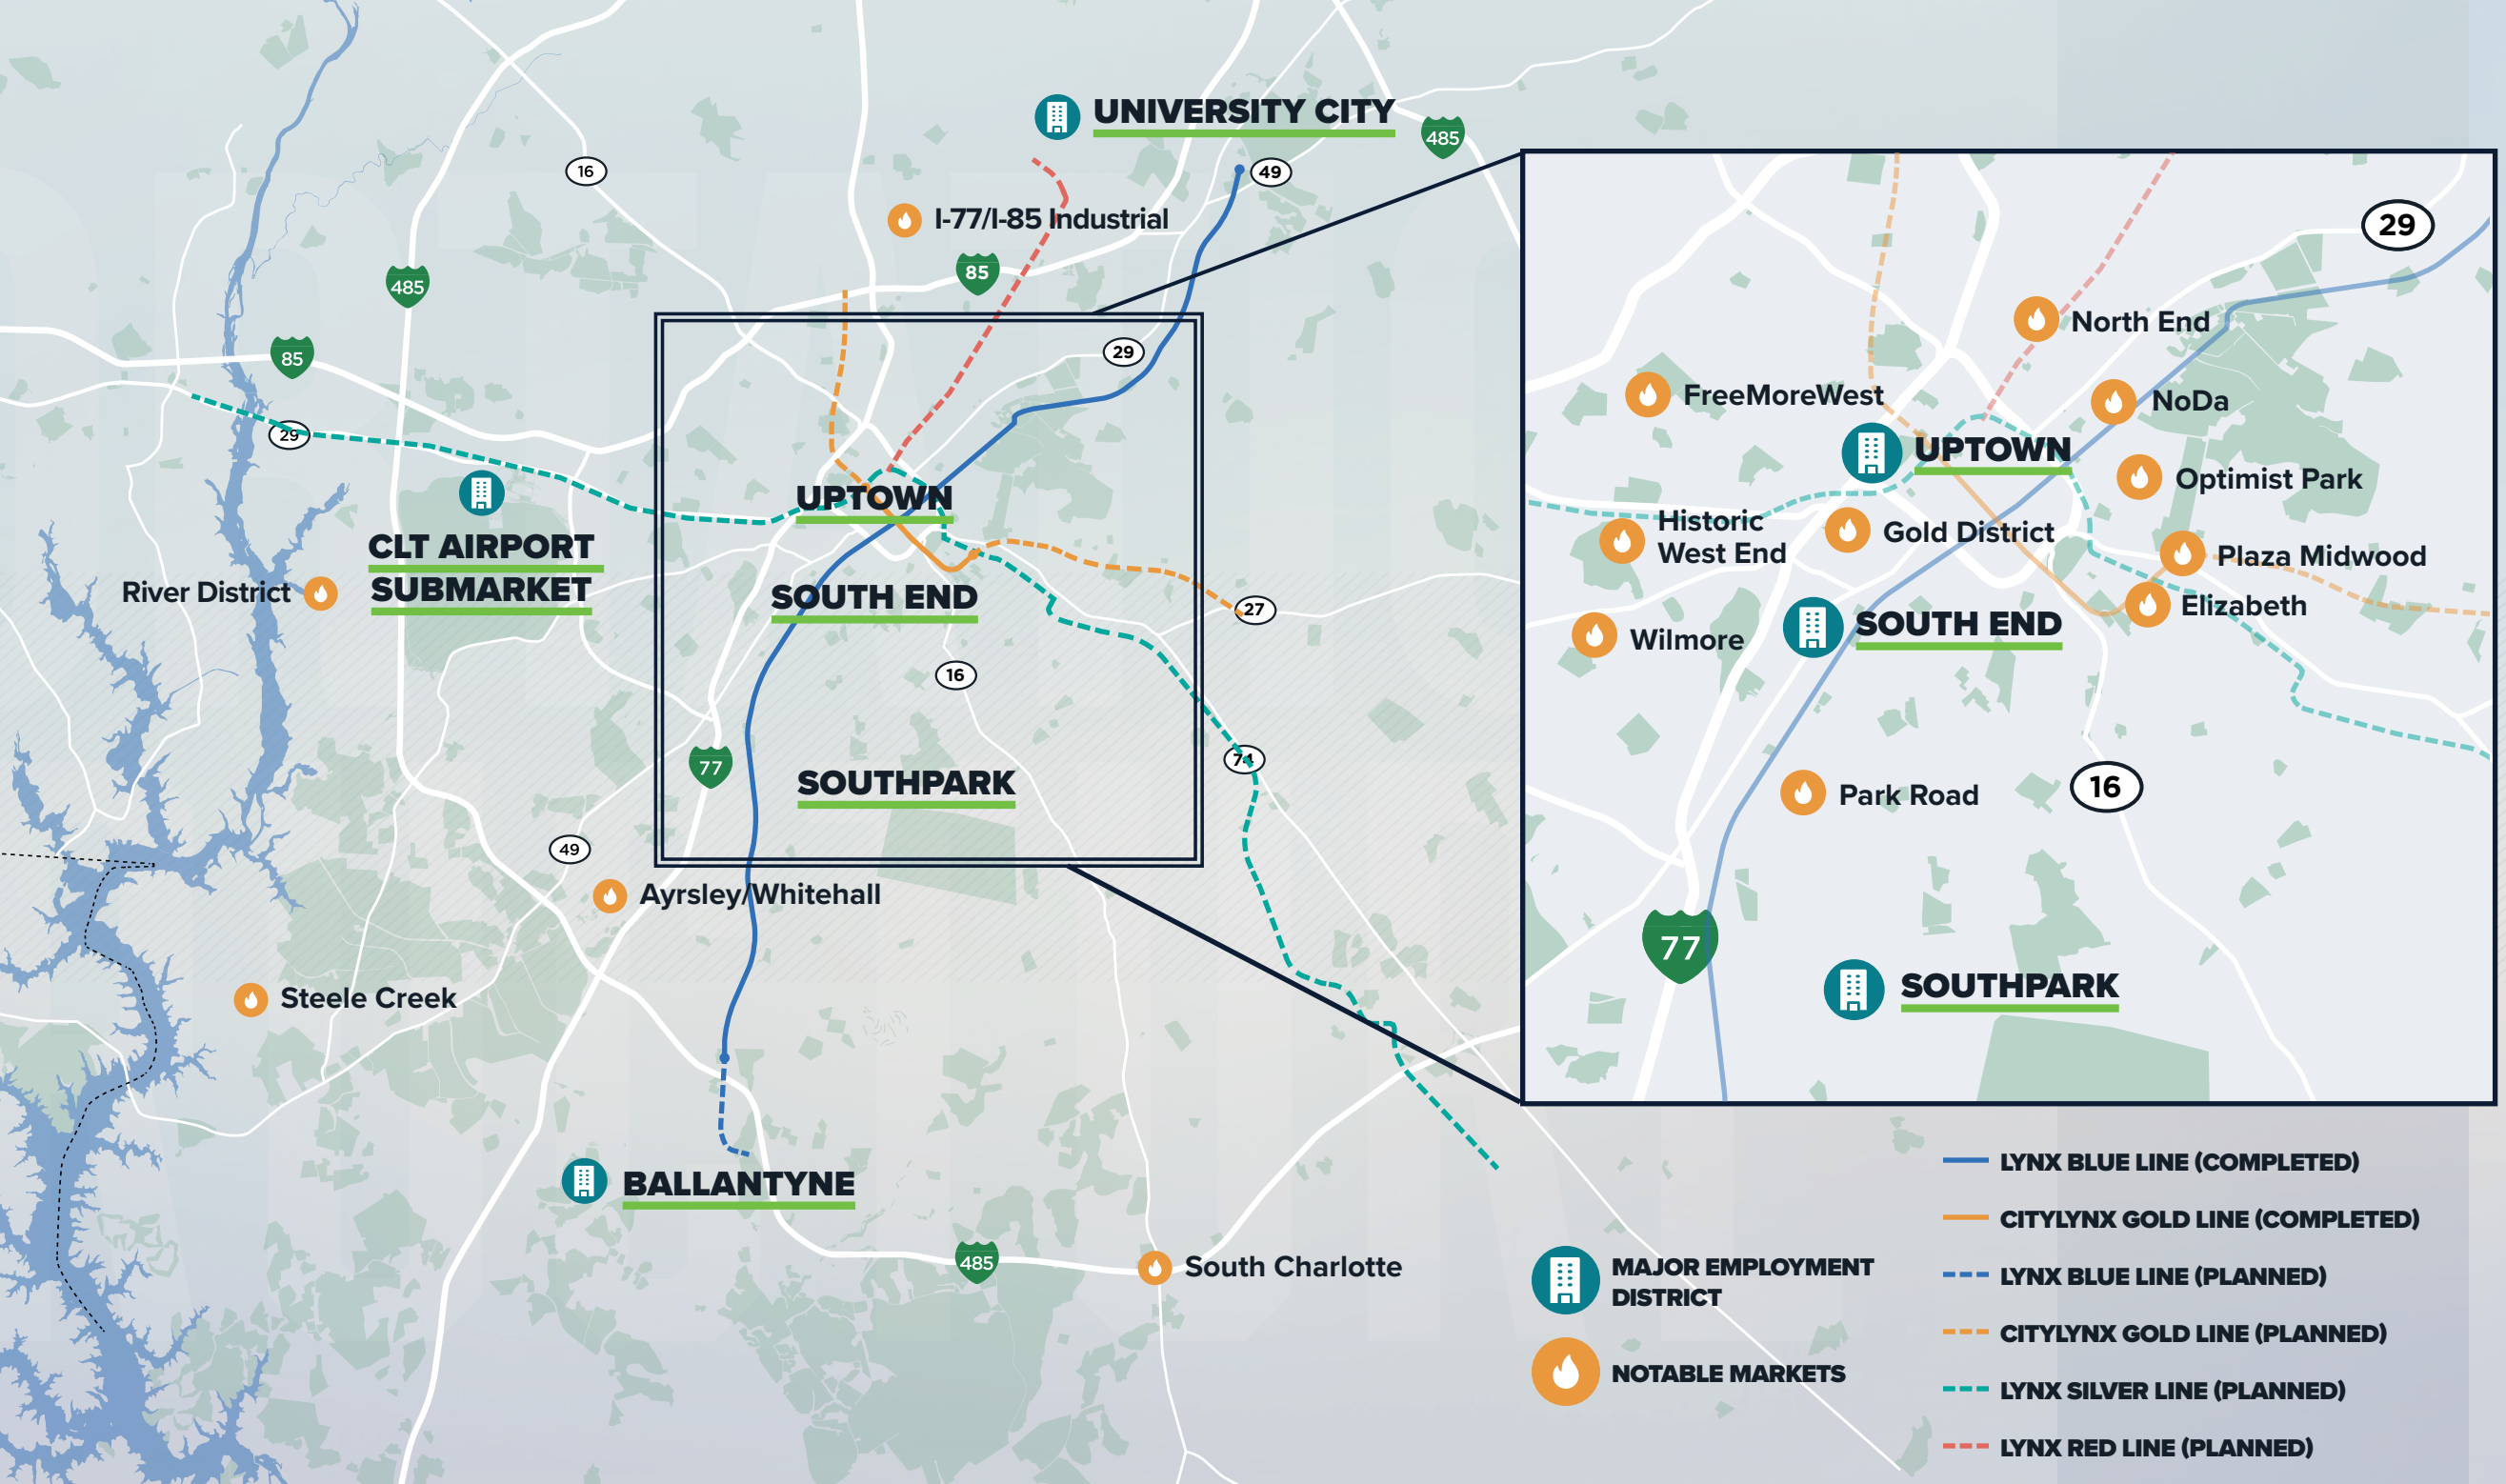 UNIVERSITY CITY
485
16
49
I-77/I-85 Industrial
85
485
29
85
29
UPTOWN
CLT AIRPORT
SUBMARKET
River District
SOUTH END
27
16
77
74
SOUTHPARK
49
Ayrsley/Whitehall
Steele Creek
BALLANTYNE
485
South Charlotte
29
North End
FreeMoreWest
NoDa
UPTOWN
Optimist Park
Historic
West End
Gold District
Plaza Midwood
Elizabeth
Wilmore
SOUTH END
Park Road
16
77
SOUTHPARK
MAJOR EMPLOYMENT
DISTRICT
NOTABLE MARKETS
LYNX BLUE LINE (COMPLETED)
CITYLYNX GOLD LINE (COMPLETED)
LYNX BLUE LINE (PLANNED)
CITYLYNX GOLD LINE (PLANNED)
LYNX SILVER LINE (PLANNED)
LYNX RED LINE (PLANNED)